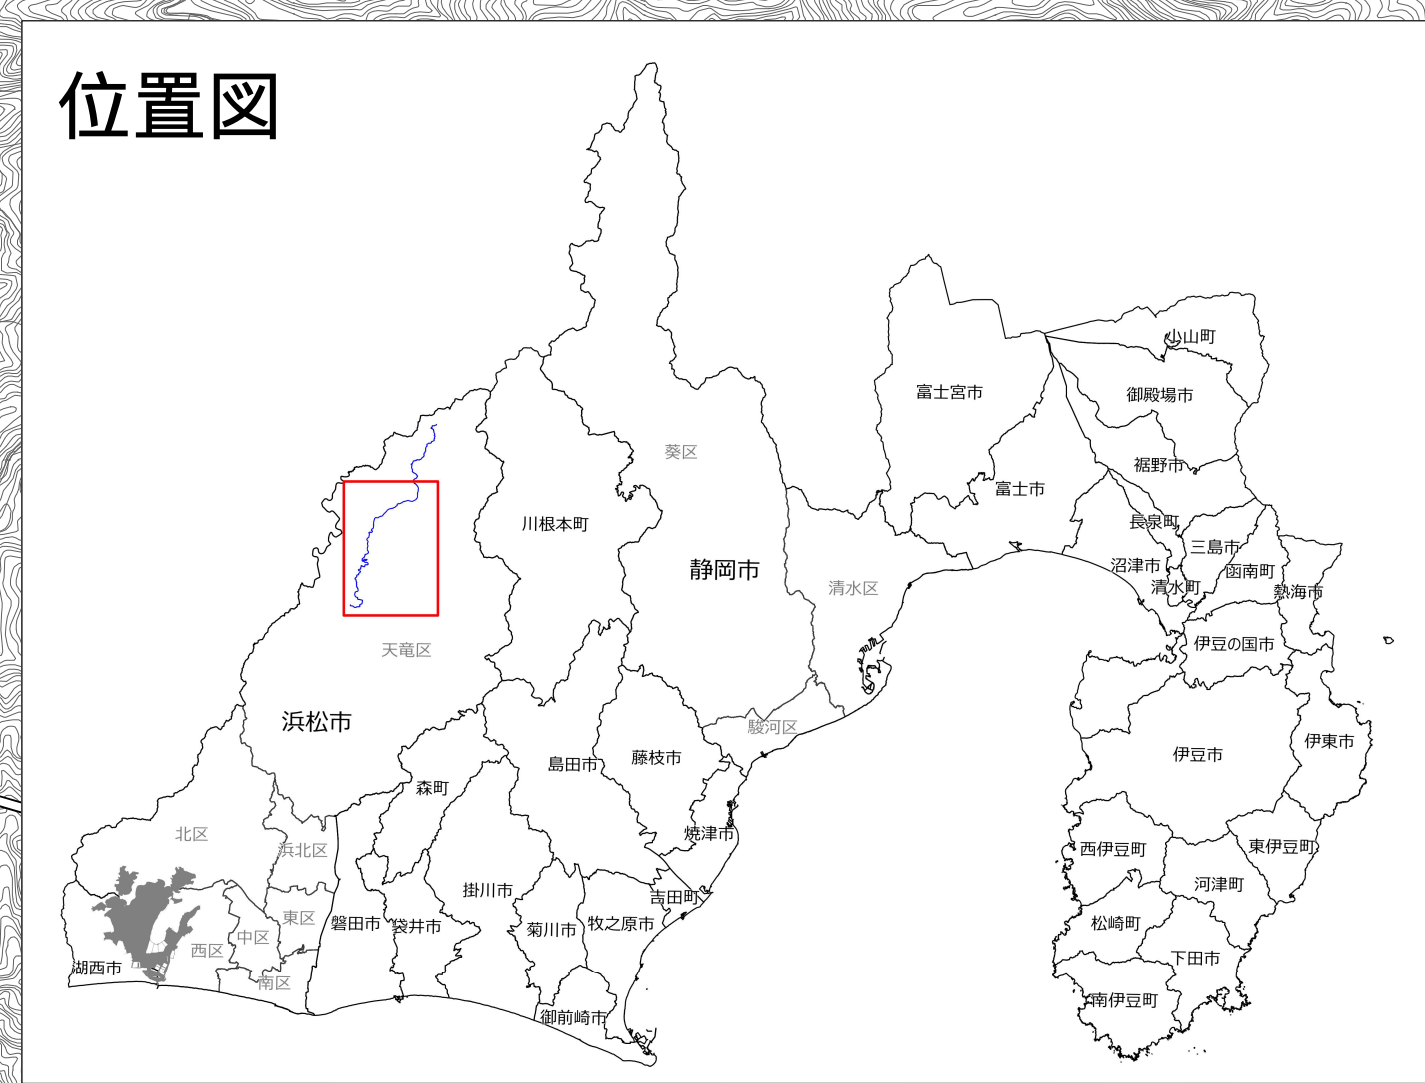 位置図
小山町
御殿場市
富士宮市
葵区
裾野市
富士市
長泉町
川根本町
三島市
沼津市
函南町
静岡市
清水区
清水町
熱海市
伊豆の国市
天竜区
浜松市
駿河区
伊東市
伊豆市
藤枝市
島田市
森町
焼津市
北区
浜北区
西伊豆町
東伊豆町
河津町
掛川市
吉田町
東区
磐田市
袋井市
菊川市
牧之原市
松崎町
中区
西区
下田市
湖西市
南区
南伊豆町
御前崎市